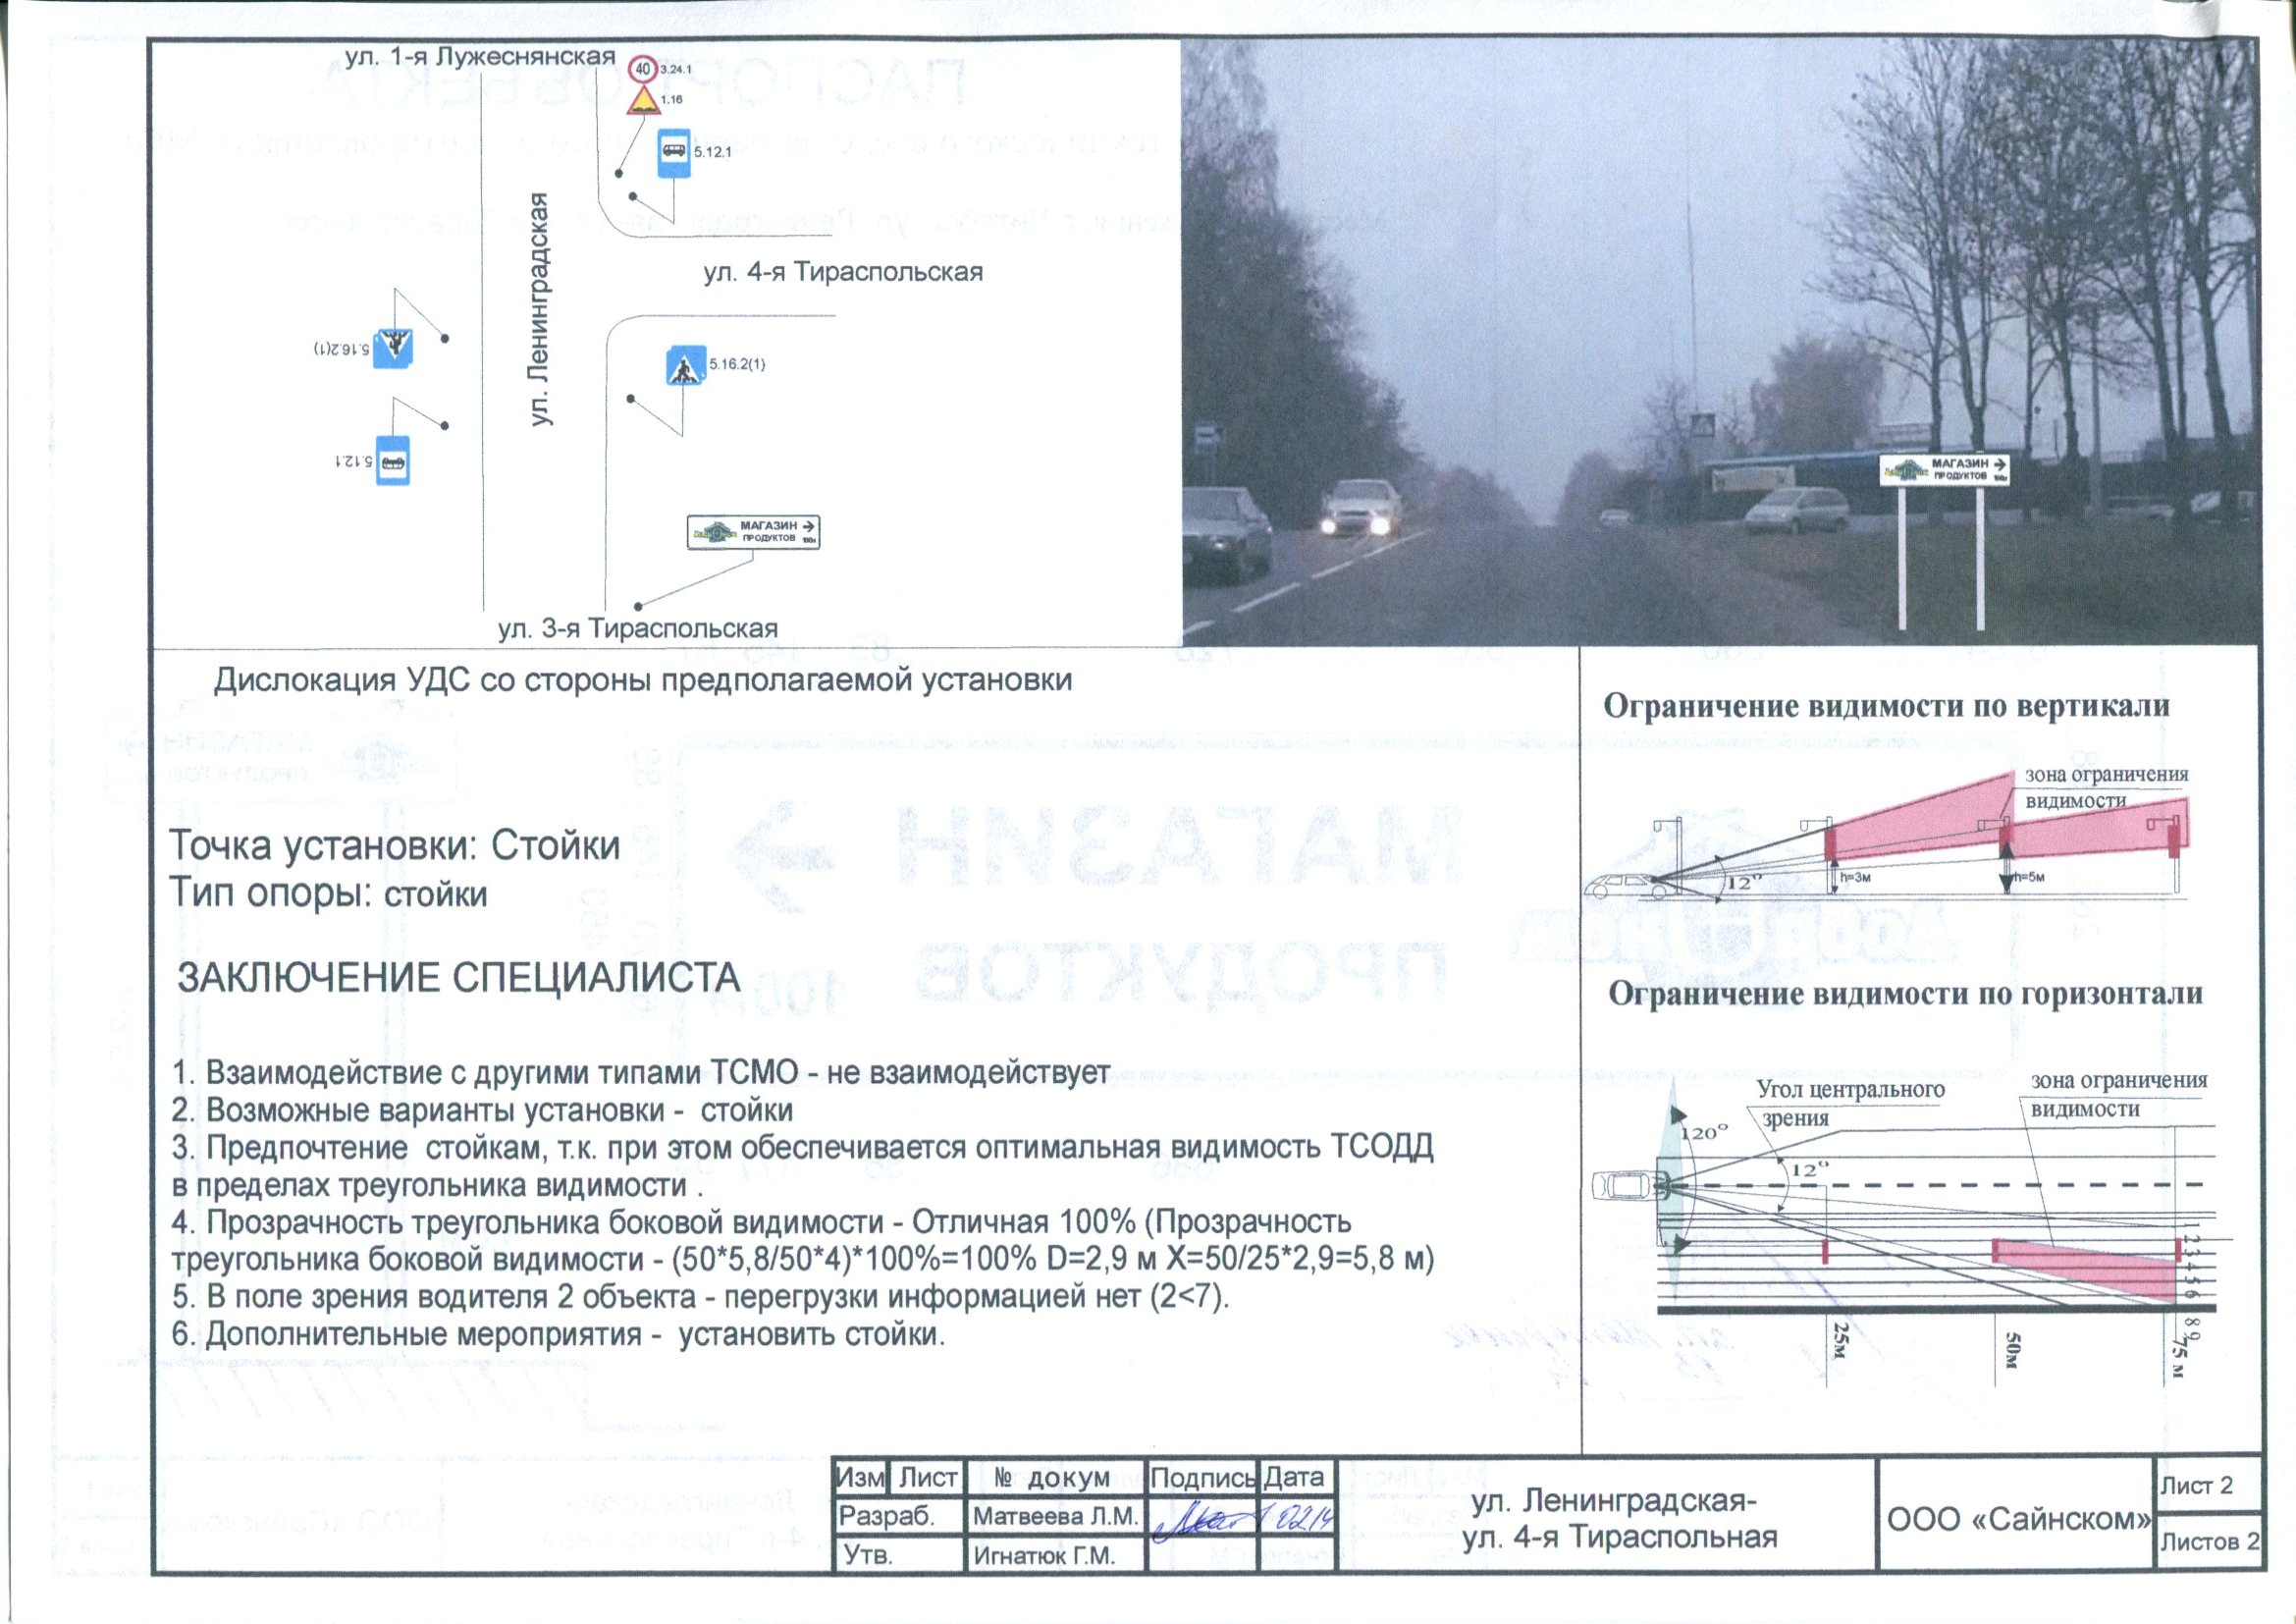 ул. 1-я Лужеснянская
40
3.24.1
1.16
5.12.1
ул. Ленинградская
ул. 4-я Тираспольская
5.16.2(1)
5.16.2(1)
5.12.1
МАГАЗИН
ПРОДУКТОВ 100м
ул. 3-я Тираспольская
МАГАЗИН
ПРОДУКТОВ 100м
Дислокация УДС со стороны предполагаемой установки
Точка установки: Стойки
Тип опоры: стойки
ЗАКЛЮЧЕНИЕ СПЕЦИАЛИСТА
1. Взаимодействие с другими типами ТСМО - не взаимодействует
2. Возможные варианты установки - стойки
3. Предпочтение стойкам, т.к. при этом обеспечивается оптимальная видимость ТСОДД
в пределах треугольника видимости .
4. Прозрачность треугольника боковой видимости - Отличная 100% (Прозрачность
треугольника боковой видимости - (50*5,8/50*4)*100%=100% D=2,9 м X=50/25*2,9=5,8 м)
5. В поле зрения водителя 2 объекта - перегрузки информацией нет (2<7).
6. Дополнительные мероприятия - установить стойки.
Ограничение видимости по вертикали
зона ограничения
видимости
12°
h=3м
h=5м
Ограничение видимости по горизонтали
Угол центрального
зрения
зона ограничения
видимости
120°
12°
1 2 3 4 5 6
8 9
25м
50м
75 м
Изм Лист № докум Подпись Дата
Разраб. Матвеева Л.М.
Утв. Игнатюк Г.М.
ул. Ленинградская-
ул. 4-я Тираспольная
ООО «Сайнском»
Лист 2
Листов 2